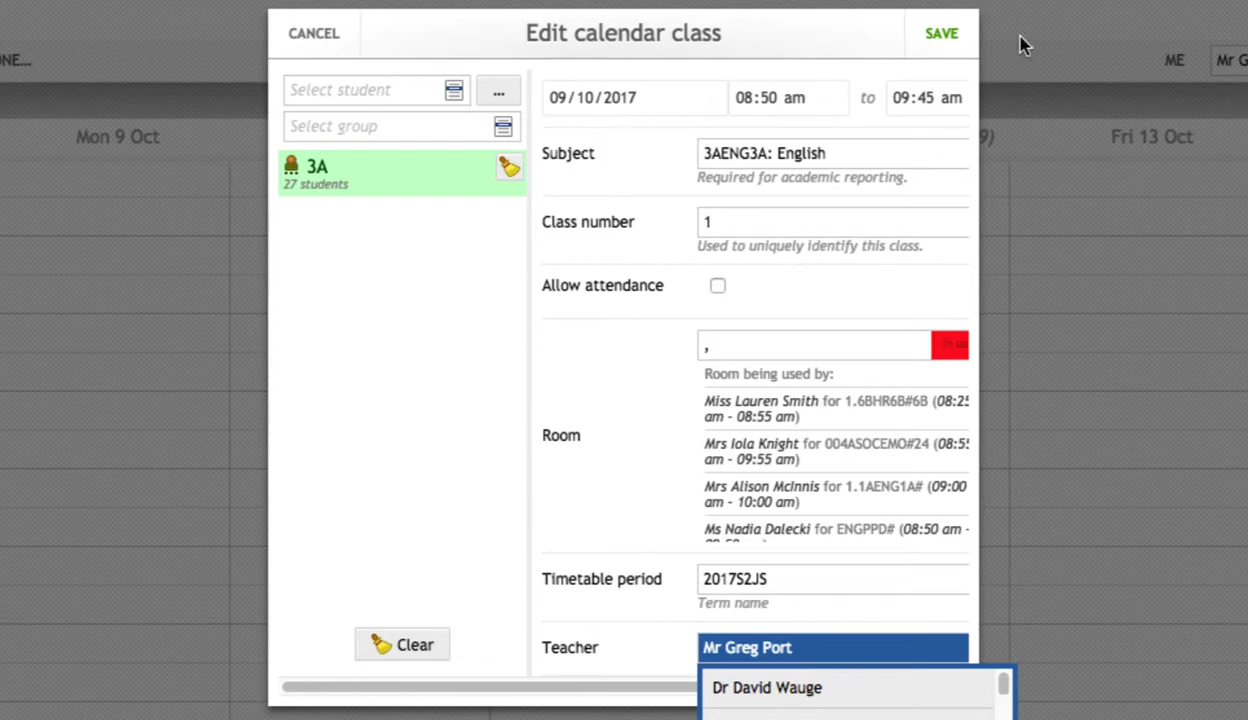 CANCEL
Edit calendar class
SAVE
ONE...
ME
Mr G
Mon 9 Oct
9)
Fri 13 Oct
Select student
...
Select group
3A
27 students
Clear
09/10/2017
08:50 am
to
09:45 am
Subject
3AENG3A: English
Required for academic reporting.
Class number
1
Used to uniquely identify this class.
Allow attendance
Room
,
In us
Room being used by:
Miss Lauren Smith for 1.6BHR6B#6B (08:25
am - 08:55 am)
Mrs Iola Knight for 004ASOCEMO#24 (08:55
am - 09:55 am)
Mrs Alison McInnis for 1.1AENG1A# (09:00
am - 10:00 am)
Ms Nadia Dalecki for ENGPPD# (08:50 am -
Timetable period
2017S2JS
Term name
Teacher
Mr Greg Port
Dr David Wauge